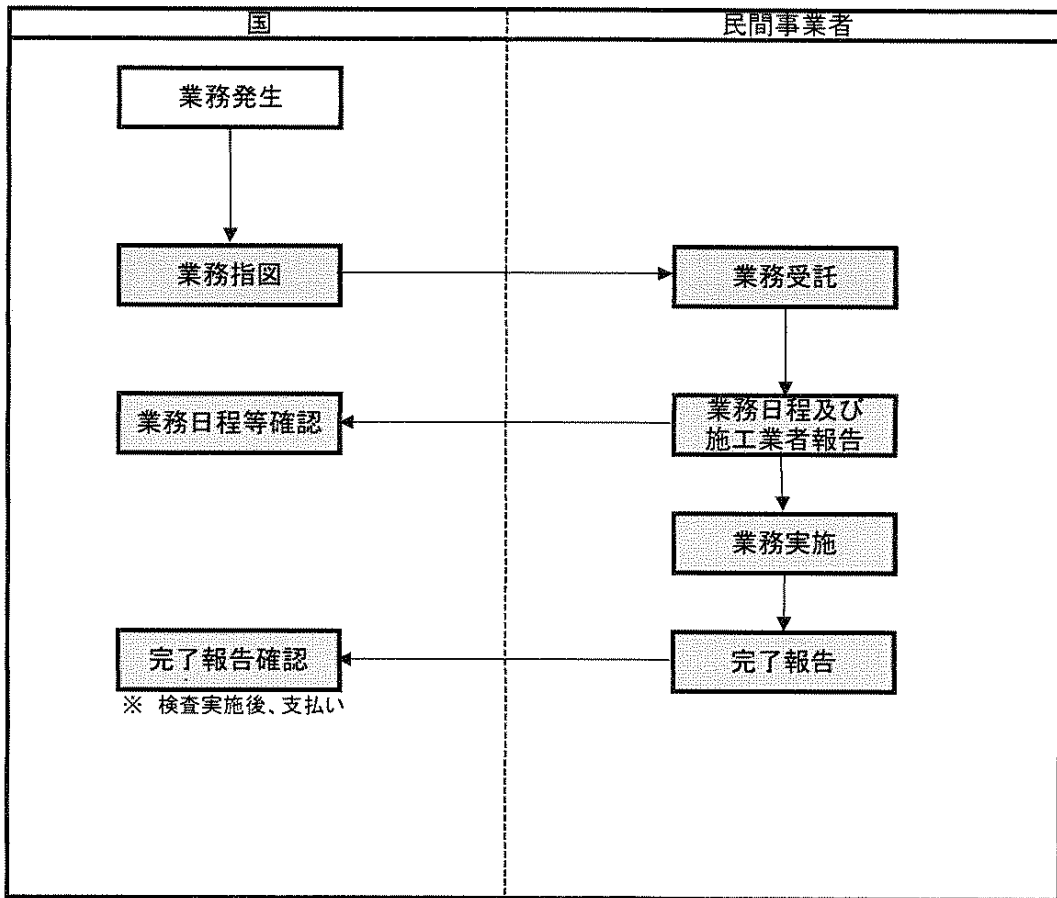 国
民間事業者
業務発生
業務指図
業務受託
業務日程等確認
業務日程及び
施工業者報告
業務実施
完了報告確認
完了報告
※ 検査実施後、支払い